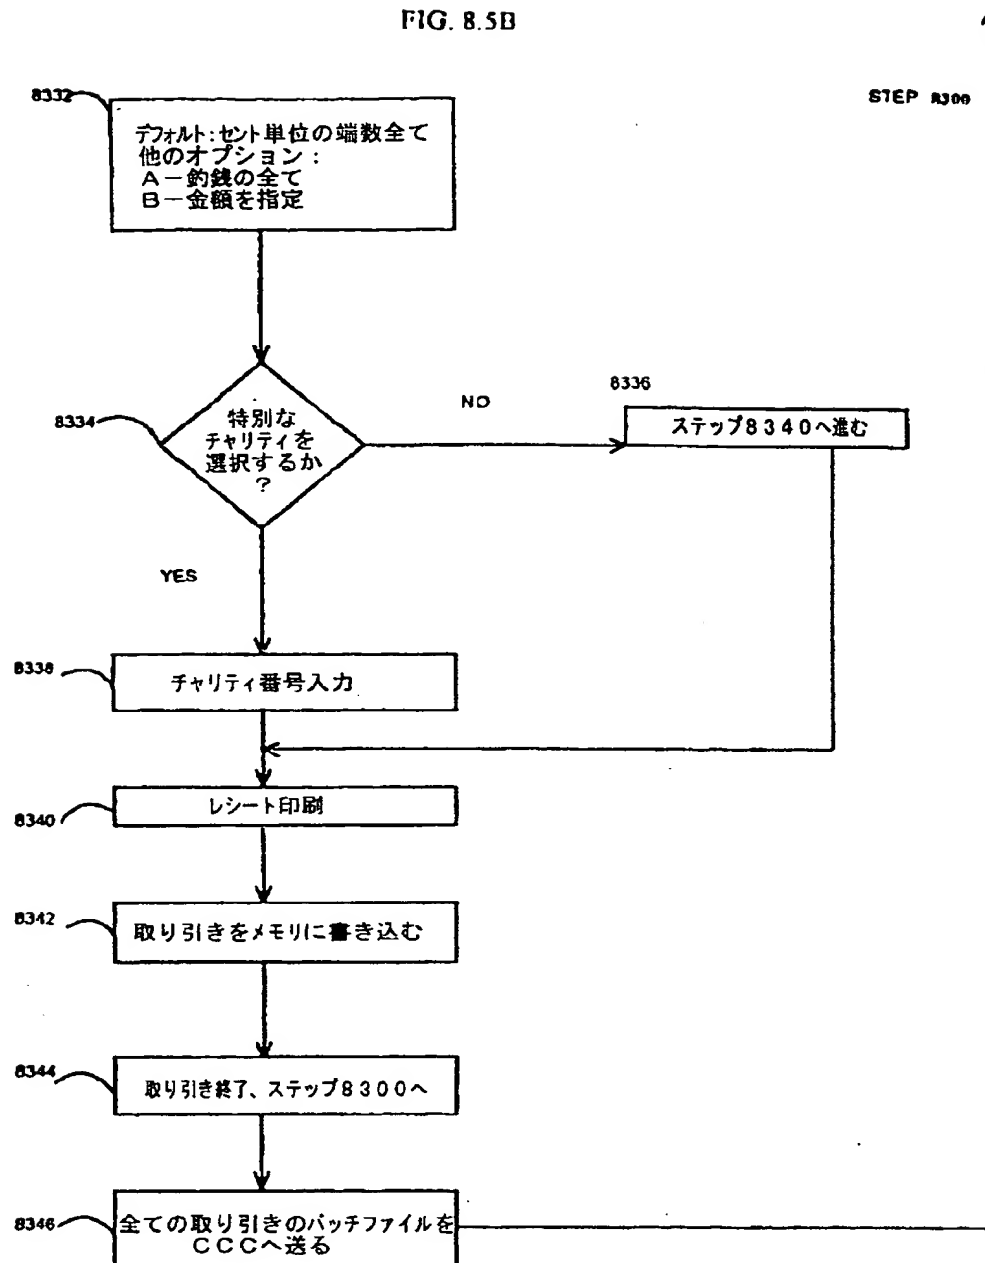 FIG. 8.5B
8332
STEP 8300
デフォルト:セント単位の端数全て
他のオプション:
A－釣銭の全て
B－金額を指定
8334
特別な
チャリティを
選択するか
?
NO
8336
ステップ8340へ進む
YES
8338
チャリティ番号入力
8340
レシート印刷
8342
取り引きをメモリに書き込む
8344
取り引き終了、ステップ8300へ
8346
全ての取り引きのバッチファイルを
CCCへ送る